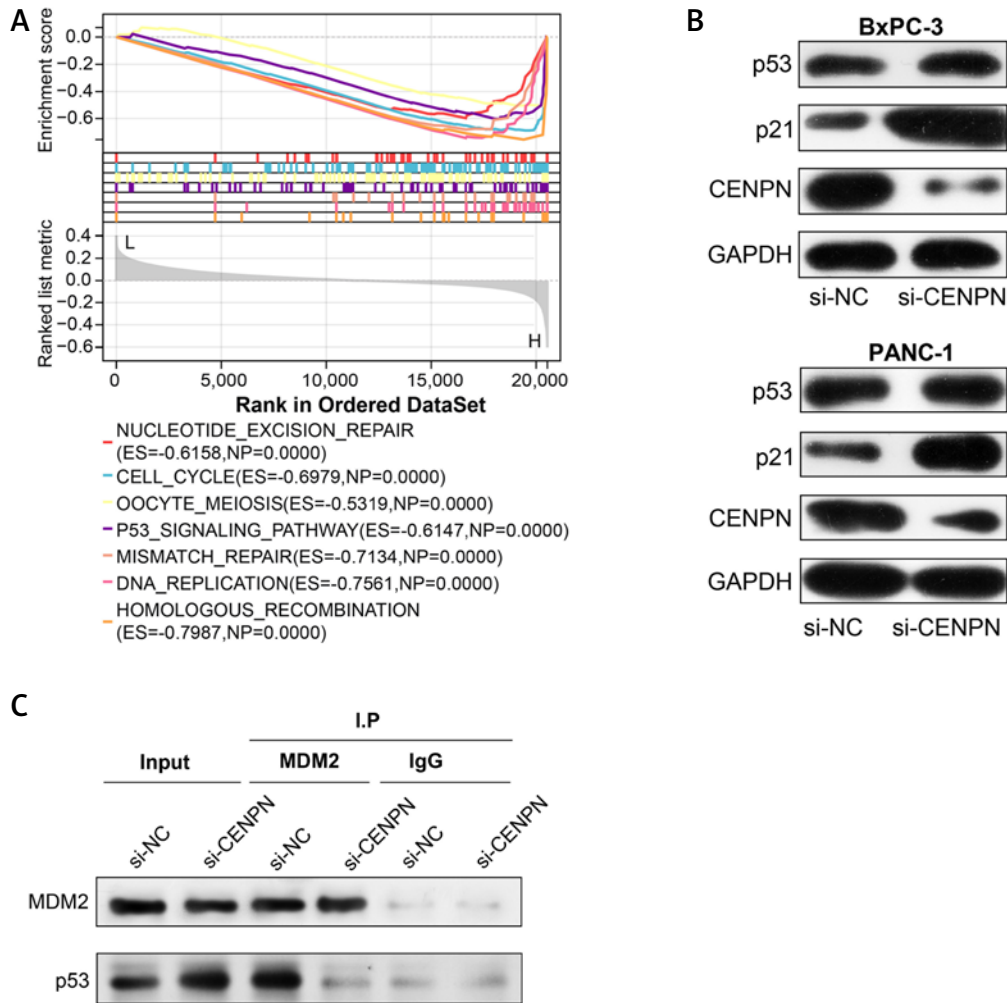 A
Enrichment score
0.0
−0.2
−0.4
−0.6
Ranked list metric
0.4
0.2
0.0
−0.2
−0.4
−0.6
L
H
0 5,000 10,000 15,000 20,000
Rank in Ordered DataSet
NUCLEOTIDE_EXCISION_REPAIR
(ES=-0.6158,NP=0.0000)
CELL_CYCLE(ES=-0.6979,NP=0.0000)
OOCYTE_MEIOSIS(ES=-0.5319,NP=0.0000)
P53_SIGNALING_PATHWAY(ES=-0.6147,NP=0.0000)
MISMATCH_REPAIR(ES=-0.7134,NP=0.0000)
DNA_REPLICATION(ES=-0.7561,NP=0.0000)
HOMOLOGOUS_RECOMBINATION
(ES=-0.7987,NP=0.0000)
B
BxPC-3
p53
p21
CENPN
GAPDH
si-NC si-CENPN
PANC-1
p53
p21
CENPN
GAPDH
si-NC si-CENPN
C
I.P
Input MDM2 IgG
si-NC si-CENPN si-NC si-CENPN si-NC si-CENPN
MDM2
p53